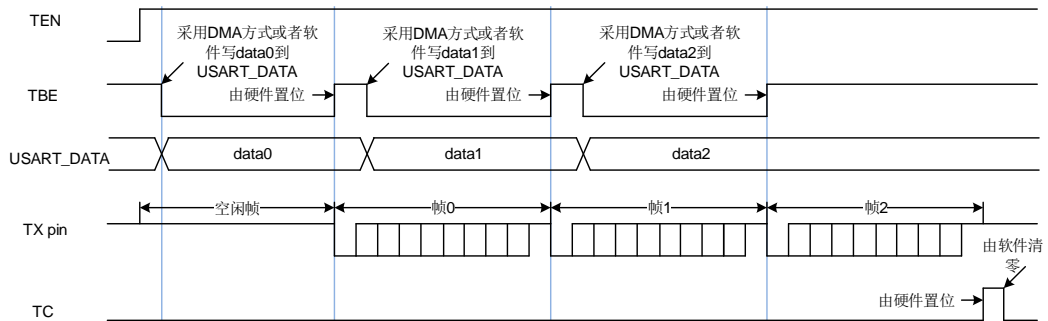 TEN
采用DMA方式或者软
件写data0到
USART_DATA
采用DMA方式或者软
件写data1到
USART_DATA
采用DMA方式或者软
件写data2到
USART_DATA
TBE
由硬件置位
由硬件置位
由硬件置位
USART_DATA
data0
data1
data2
空闲帧
帧0
帧1
帧2
TX pin
由软件清
零
由硬件置位
TC